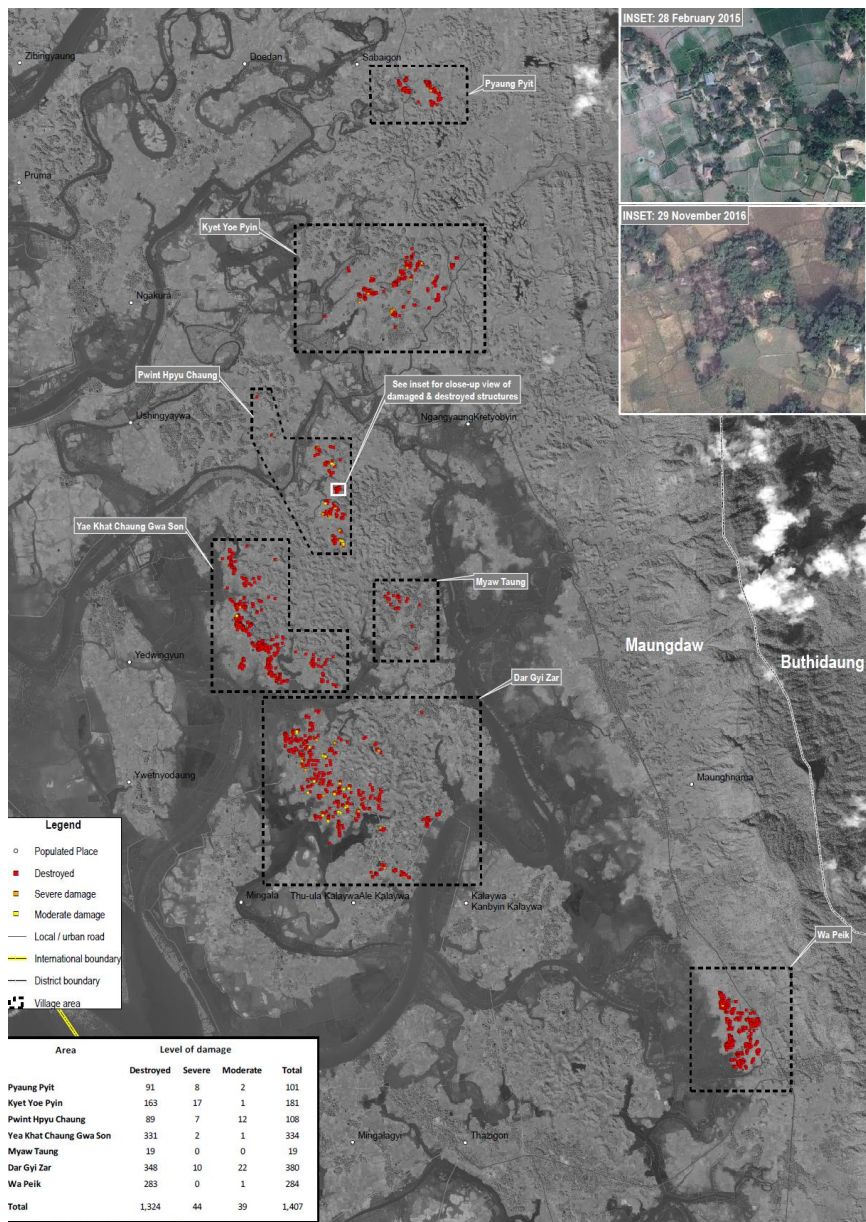 INSET: 28 February 2015
Zibingyaung
Doedan
Sabaigon
Pyaung Pyit
Pruma
INSET: 29 November 2016
Kyet Yoe Pyin
Ngakura
Pwint Hpyu Chaung
See inset for close-up view of
damaged & destroyed structures
Ushingyaywa
NgangyaungKretyobyin
Yae Khat Chaung Gwa Son
Myaw Taung
Maungdaw
Buthidaung
Yedwingyun
Dar Gyi Zar
Ywetnyodaung
Maunghnama
Legend
Populated Place
Destroyed
Severe damage
Moderate damage
Local / urban road
International boundary
District boundary
Village area
Mingala
Thu-ula KalaywaAle Kalaywa
Kalaywa
Kanbyin Kalaywa
Wa Peik
Area Level of damage
Destroyed Severe Moderate Total
Pyaung Pyit 91 8 2 101
Kyet Yoe Pyin 163 17 1 181
Pwint Hpyu Chaung 89 7 12 108
Yea Khat Chaung Gwa Son 331 2 1 334
Myaw Taung 19 0 0 19
Dar Gyi Zar 348 10 22 380
Wa Peik 283 0 1 284
Total 1,324 44 39 1,407
Mingalagyi
Thazigon